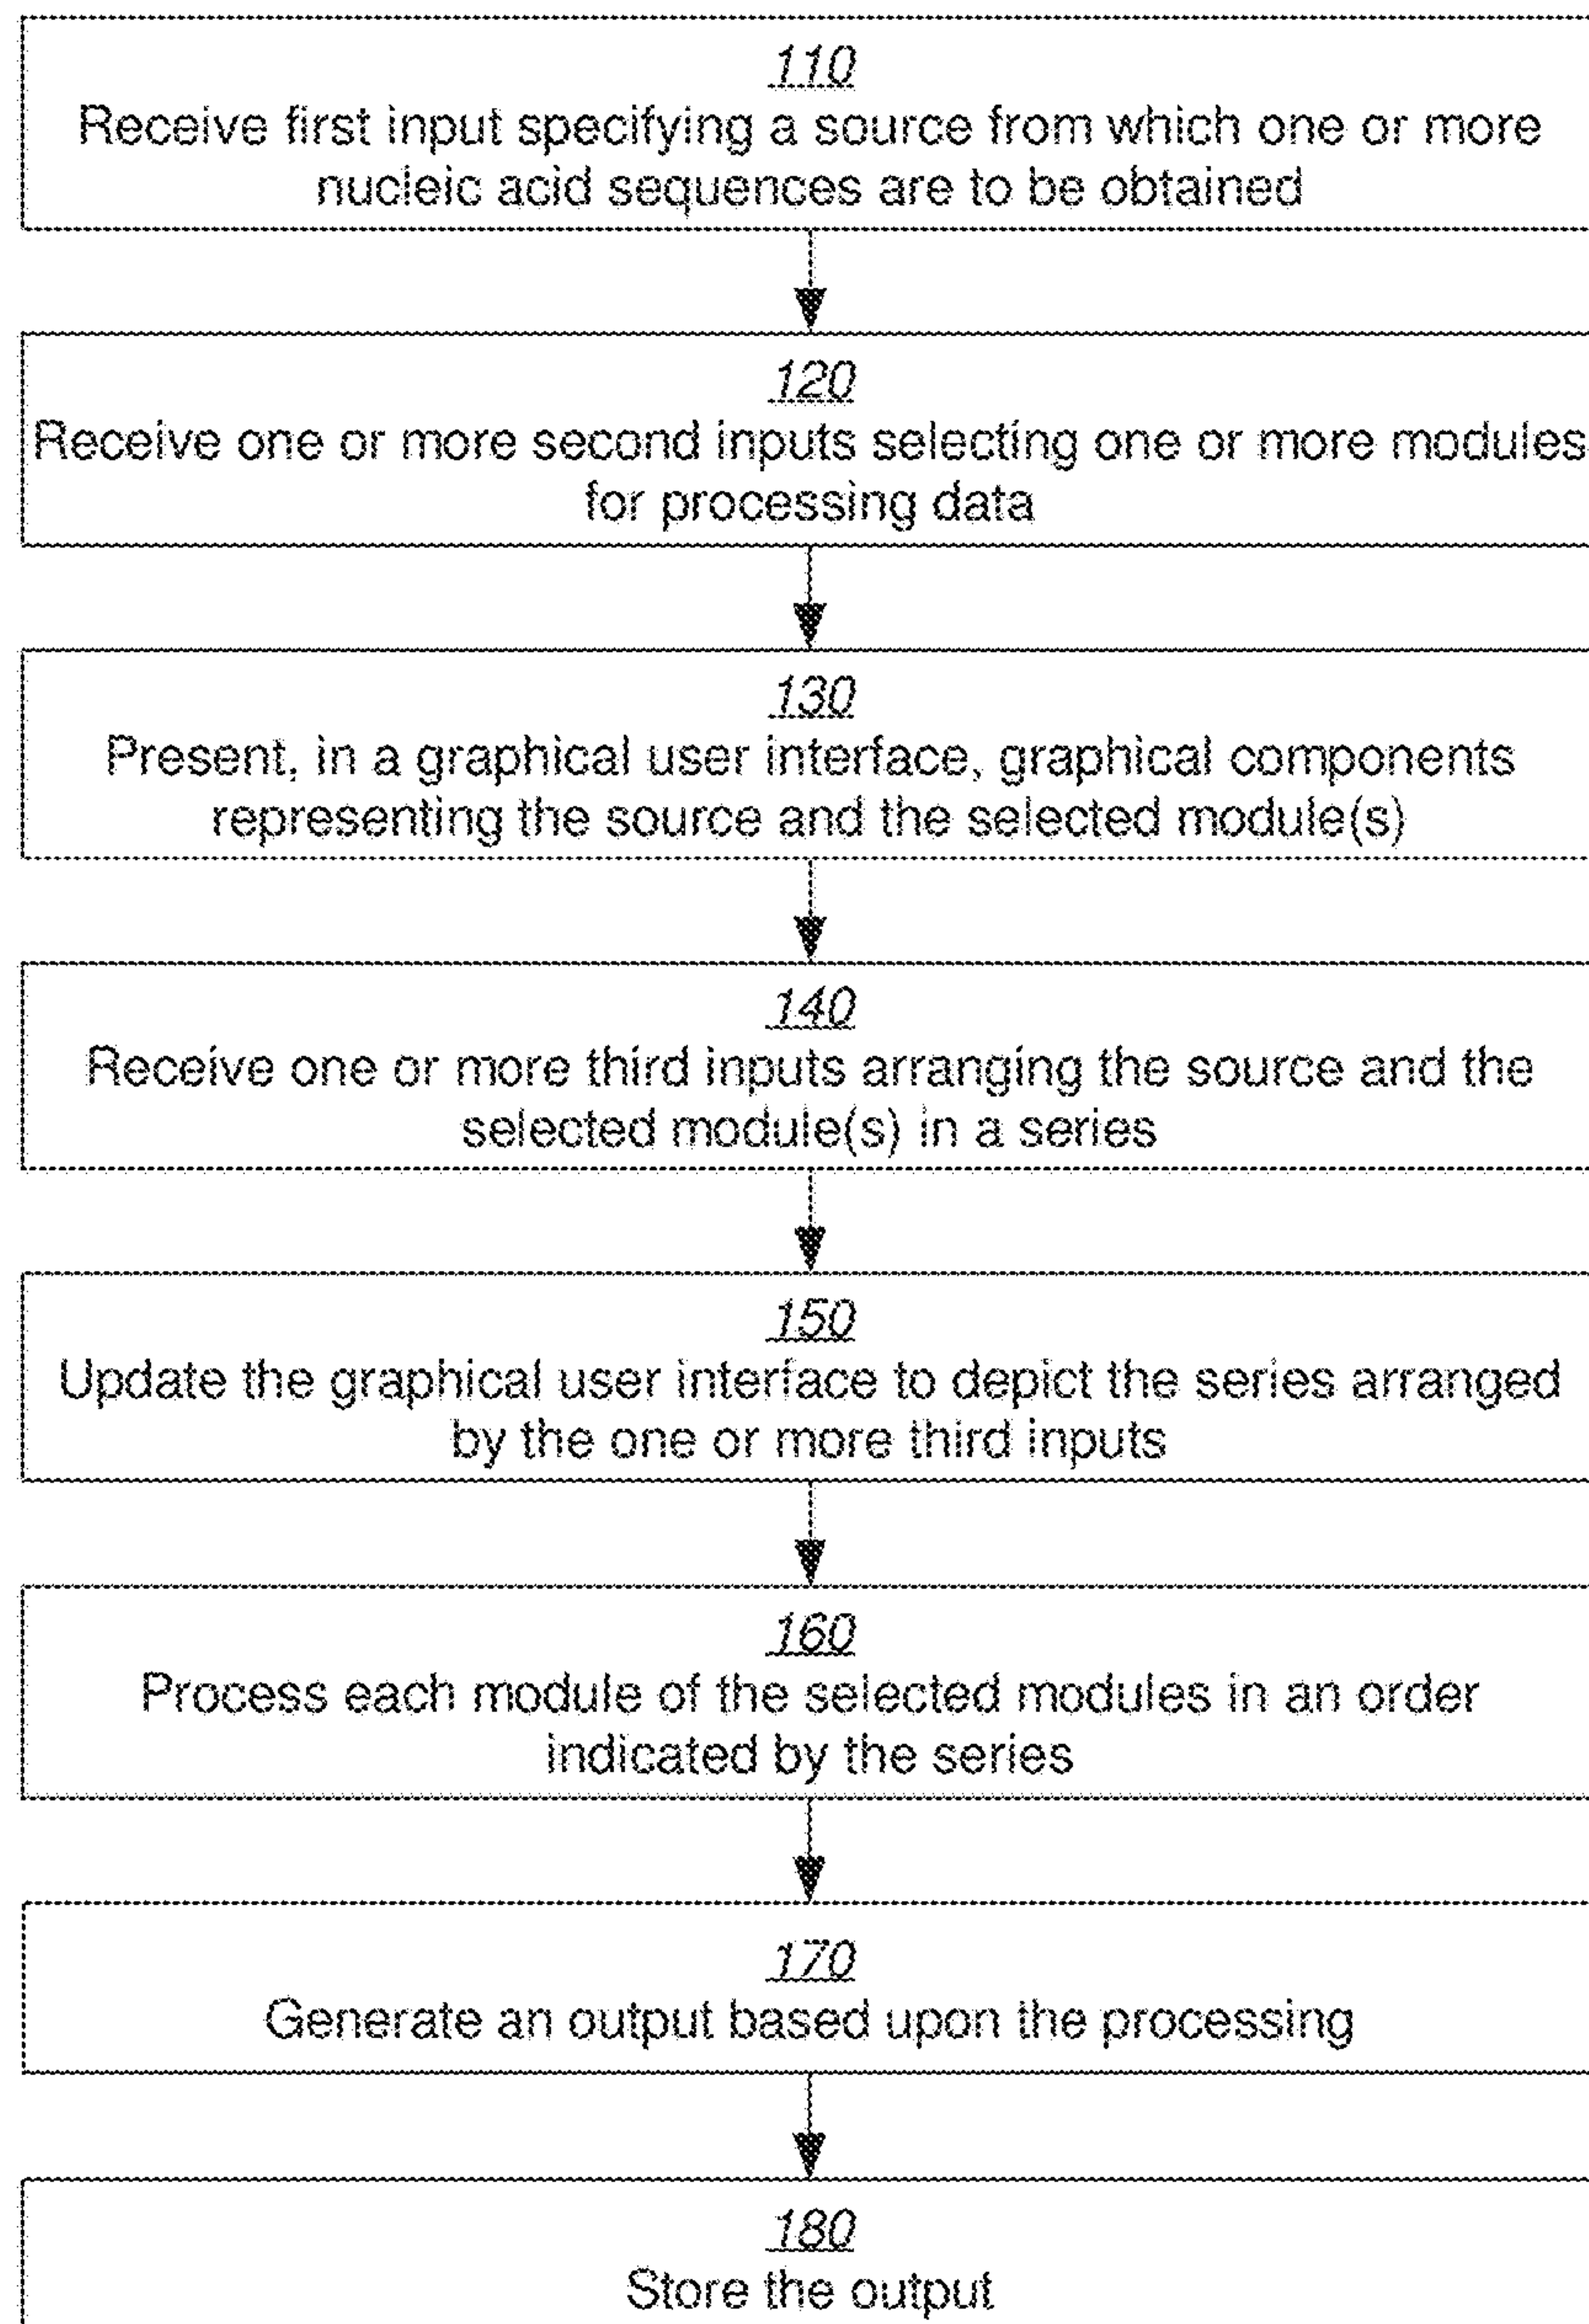 110
Receive first input specifying a source from which one or more
nucleic acid sequences are to be obtained
120
Receive one or more second inputs selecting one or more modules
for processing data
130
Present, in a graphical user interface, graphical components
representing the source and the selected module(s)
140
Receive one or more third inputs arranging the source and the
selected module(s) in a series
150
Update the graphical user interface to depict the series arranged
by the one or more third inputs
160
Process each module of the selected modules in an order
indicated by the series
170
Generate an output based upon the processing
180
Store the output